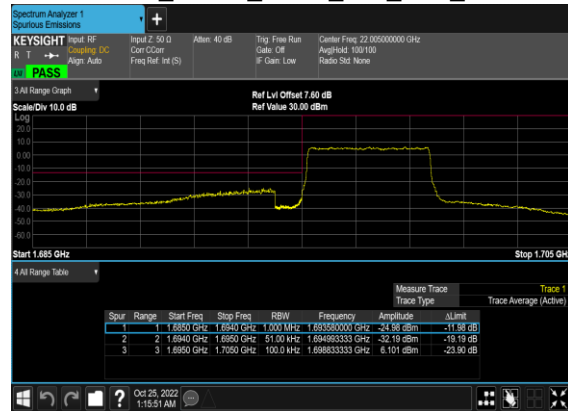 Spectrum Analyzer 1
Spurious Emissions
+
KEYSIGHT Input: RF Input Z: 50 Ω Atten: 40 dB Trig: Free Run Center Freq: 22.005000000 GHz
R T Coupling: DC Corr CCorr Gate: Off Avg|Hold: 100/100
Align: Auto Freq Ref: Int (S) IF Gain: Low Radio Std: None
PASS
3 All Range Graph
Ref Lvl Offset 7.60 dB
Scale/Div 10.0 dB Ref Value 30.00 dBm
Log
20.0
10.0
0.00
-10.0
-20.0
-30.0
-40.0
-50.0
-60.0
Start 1.685 GHz Stop 1.705 GH
4 All Range Table
Measure Trace Trace 1
Trace Type Trace Average (Active)
Spur Range Start Freq Stop Freq RBW Frequency Amplitude ΔLimit
1 1 1.6850 GHz 1.6940 GHz 1.000 MHz 1.693580000 GHz -24.98 dBm -11.98 dB
2 2 1.6940 GHz 1.6950 GHz 51.00 kHz 1.694993333 GHz -32.19 dBm -19.19 dB
3 3 1.6950 GHz 1.7050 GHz 100.0 kHz 1.698833333 GHz 6.101 dBm -23.90 dB
?
Oct 25, 2022
1:15:51 AM